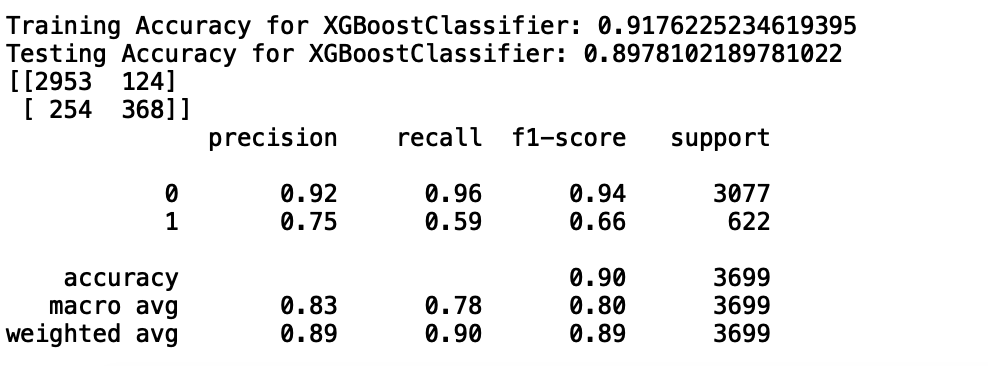 Training Accuracy for XGBoostClassifier: 0.9176225234619395
Testing Accuracy for XGBoostClassifier: 0.8978102189781022
[[2953  124]
 [ 254  368]]
              precision    recall  f1-score   support

           0       0.92      0.96      0.94      3077
           1       0.75      0.59      0.66       622

    accuracy                           0.90      3699
   macro avg       0.83      0.78      0.80      3699
weighted avg       0.89      0.90      0.89      3699